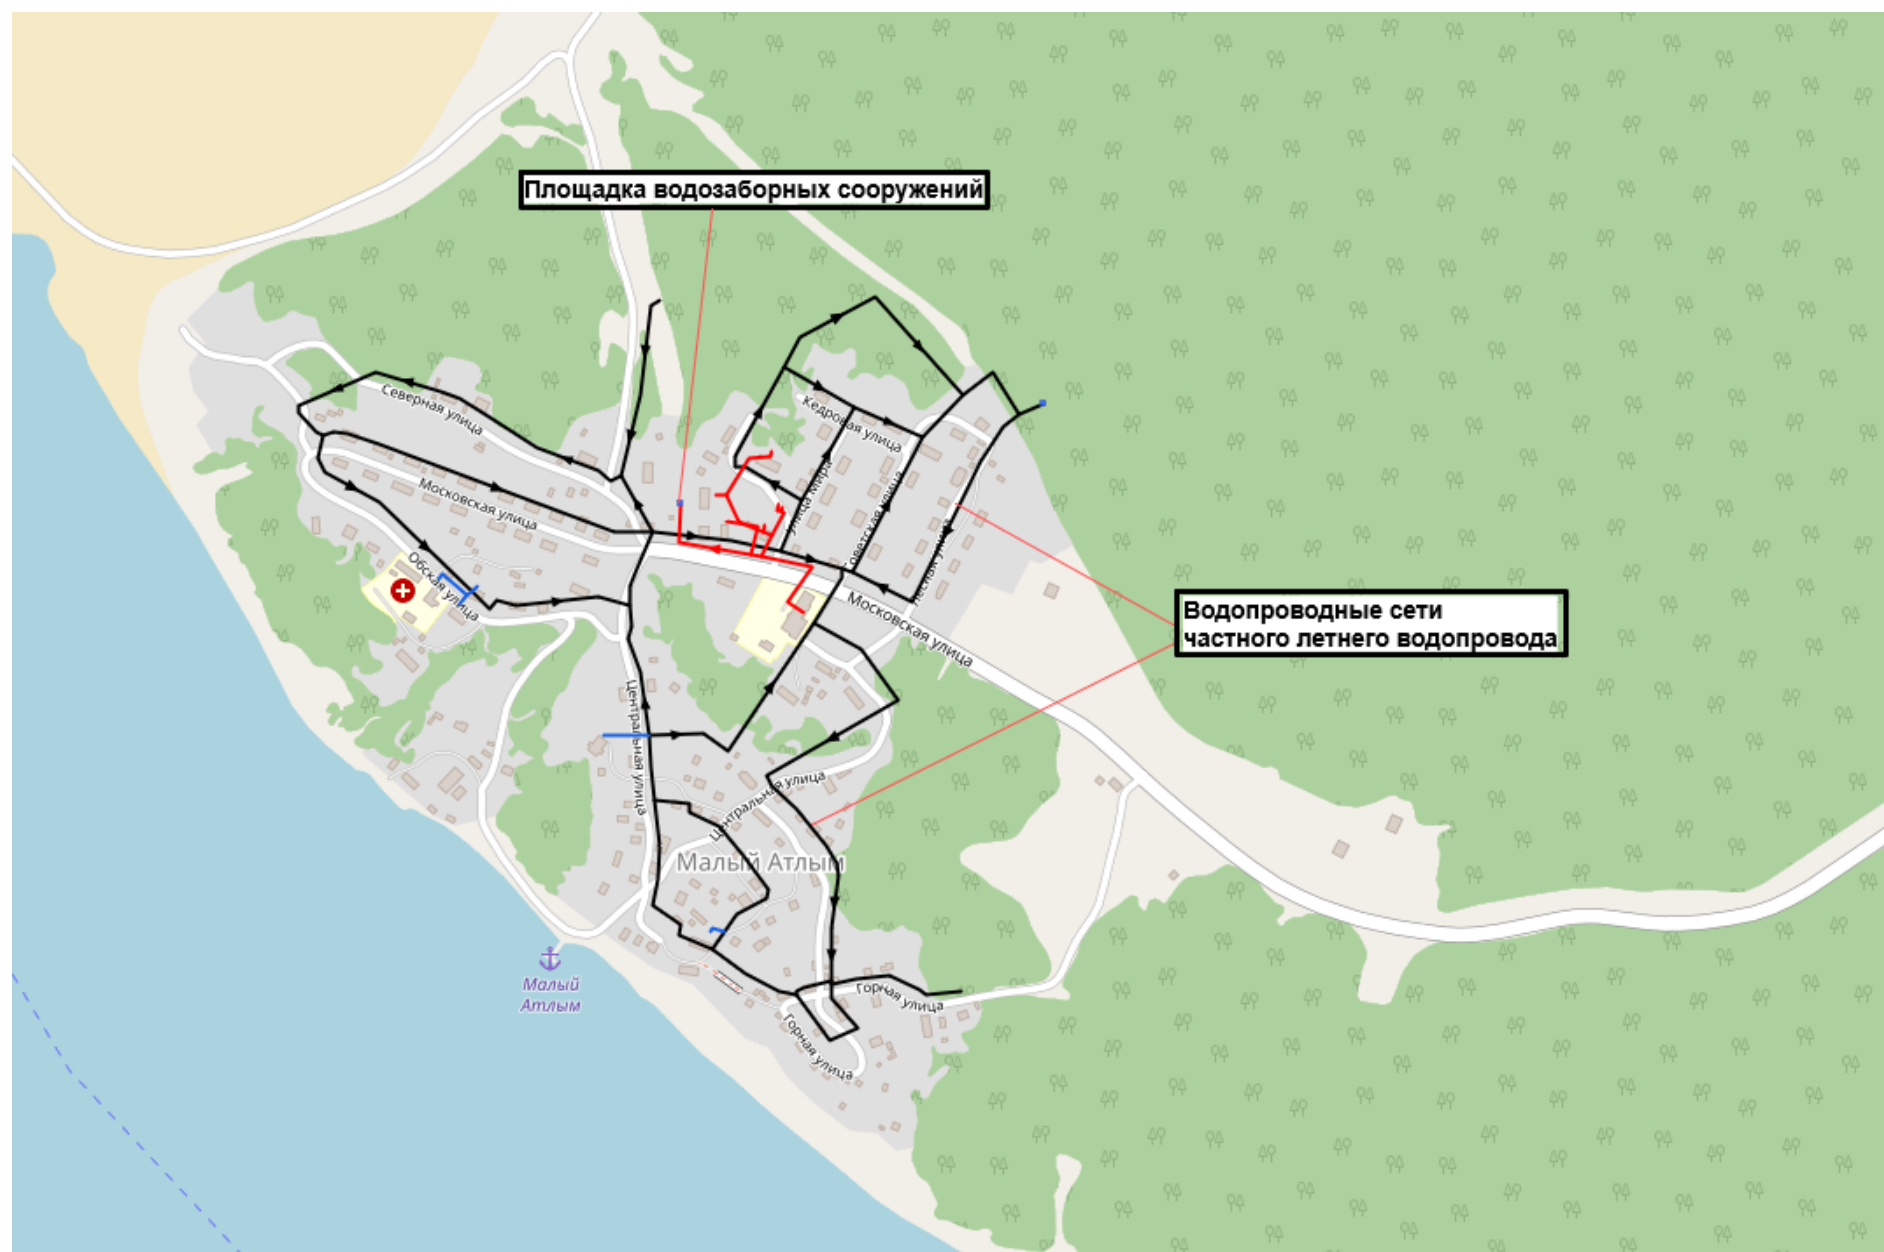 Площадка водозаборных сооружений
Северная улица
Кедровая улица
Московская улица
улица Мира
Советская улица
Лесная улица
Обская улица
Московская улица
Водопроводные сети
частного летнего водопровода
Центральная улица
Центральная улица
Малый Атлым
Малый
Атлым
Горная улица
Горная улица